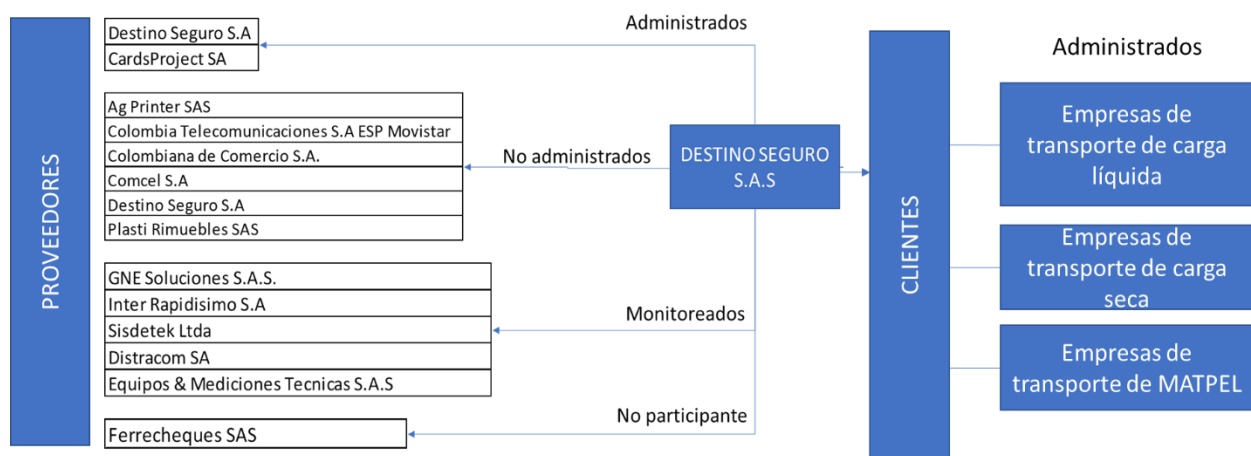 PROVEEDORES
Destino Seguro S.A
CardsProject SA
Ag Printer SAS
Colombia Telecomunicaciones S.A ESP Movistar
Colombiana de Comercio S.A.
Comcel S.A
Destino Seguro S.A
Plasti Rimuebles SAS
GNE Soluciones S.A.S.
Inter Rapidisimo S.A
Sisdetek Ltda
Distracom SA
Equipos & Mediciones Tecnicas S.A.S
Ferrecheques SAS
Administrados
No administrados
Monitoreados
No participante
DESTINO SEGURO
S.A.S
CLIENTES
Administrados
Empresas de
transporte de carga
líquida
Empresas de
transporte de carga
seca
Empresas de
transporte de MATPEL